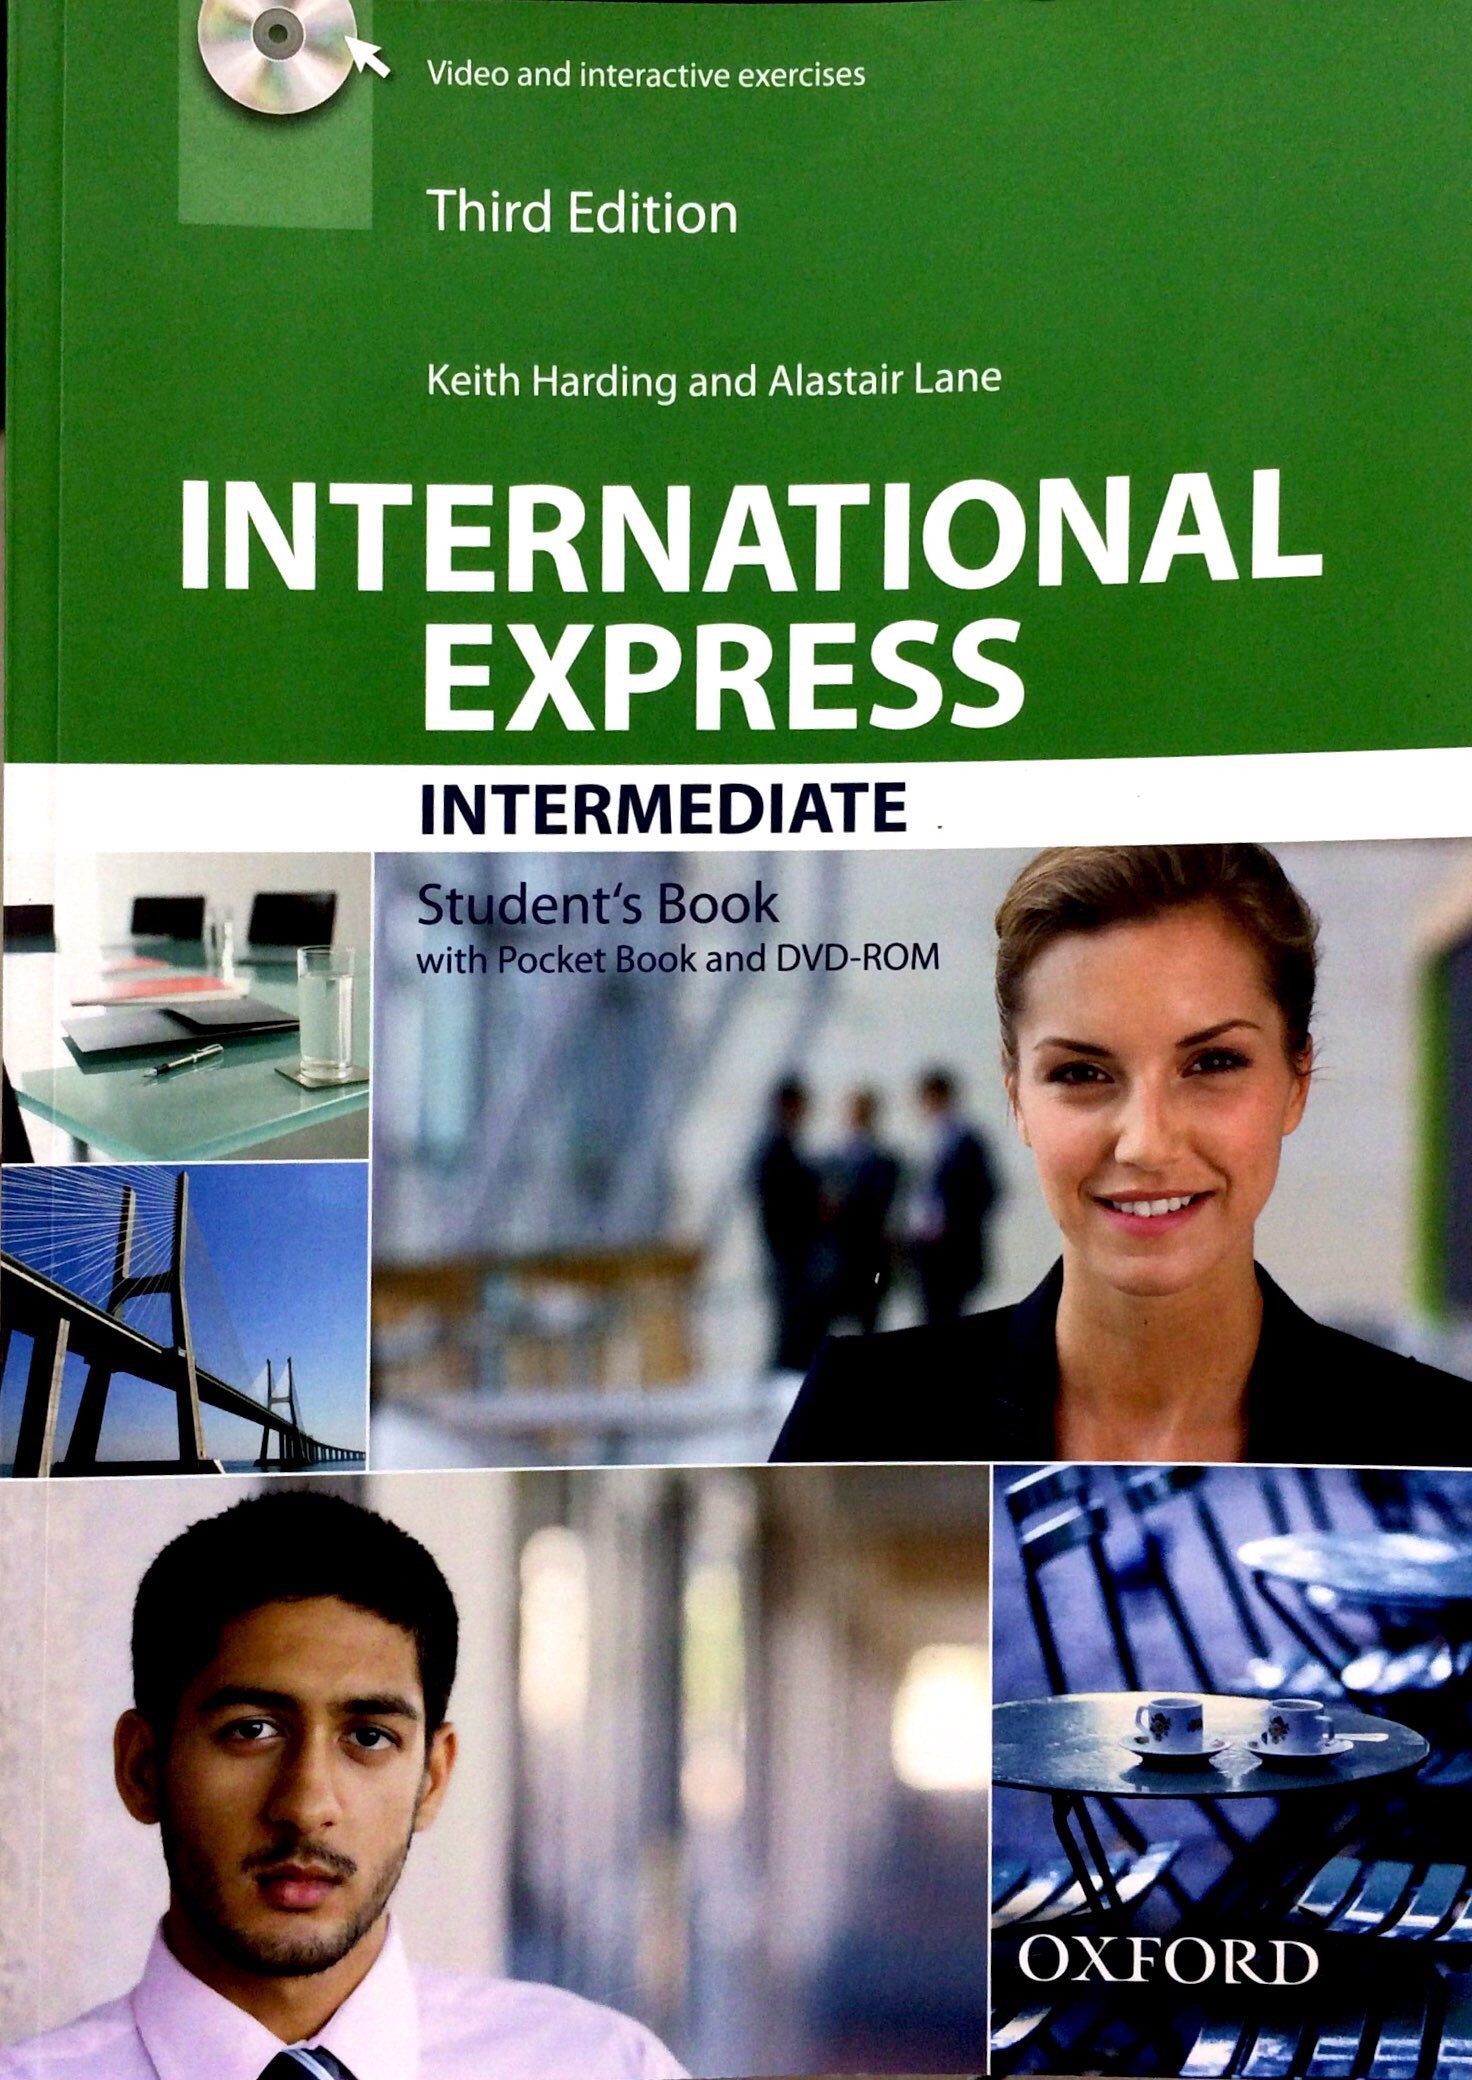 Video and interactive exercises
Third Edition
Keith Harding and Alastair Lane
INTERNATIONAL
EXPRESS
INTERMEDIATE
Student‘s Book
with Pocket Book and DVD-ROM
OXFORD